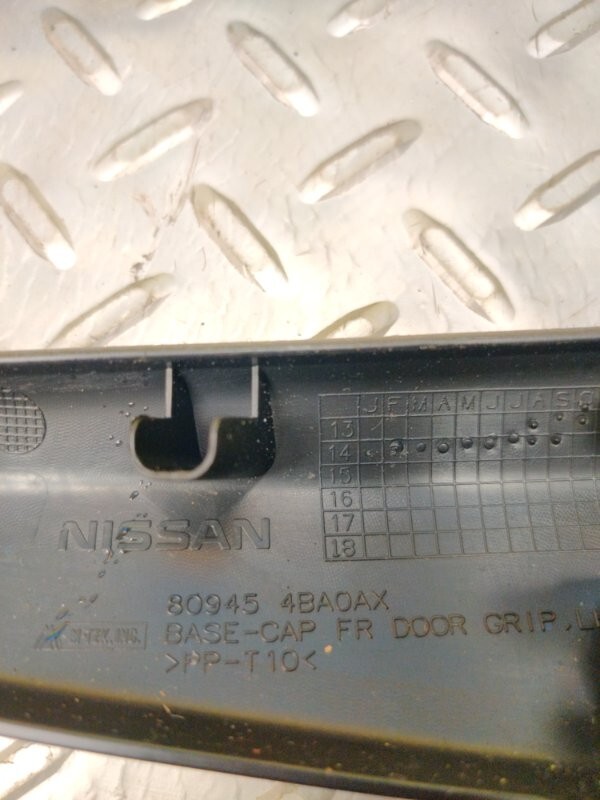 J F M A M J J A S O
13
14
15
16
17
18
NISSAN
80945 4BA0AX
BASE-CAP FR DOOR GRIP,
>PP-T10<